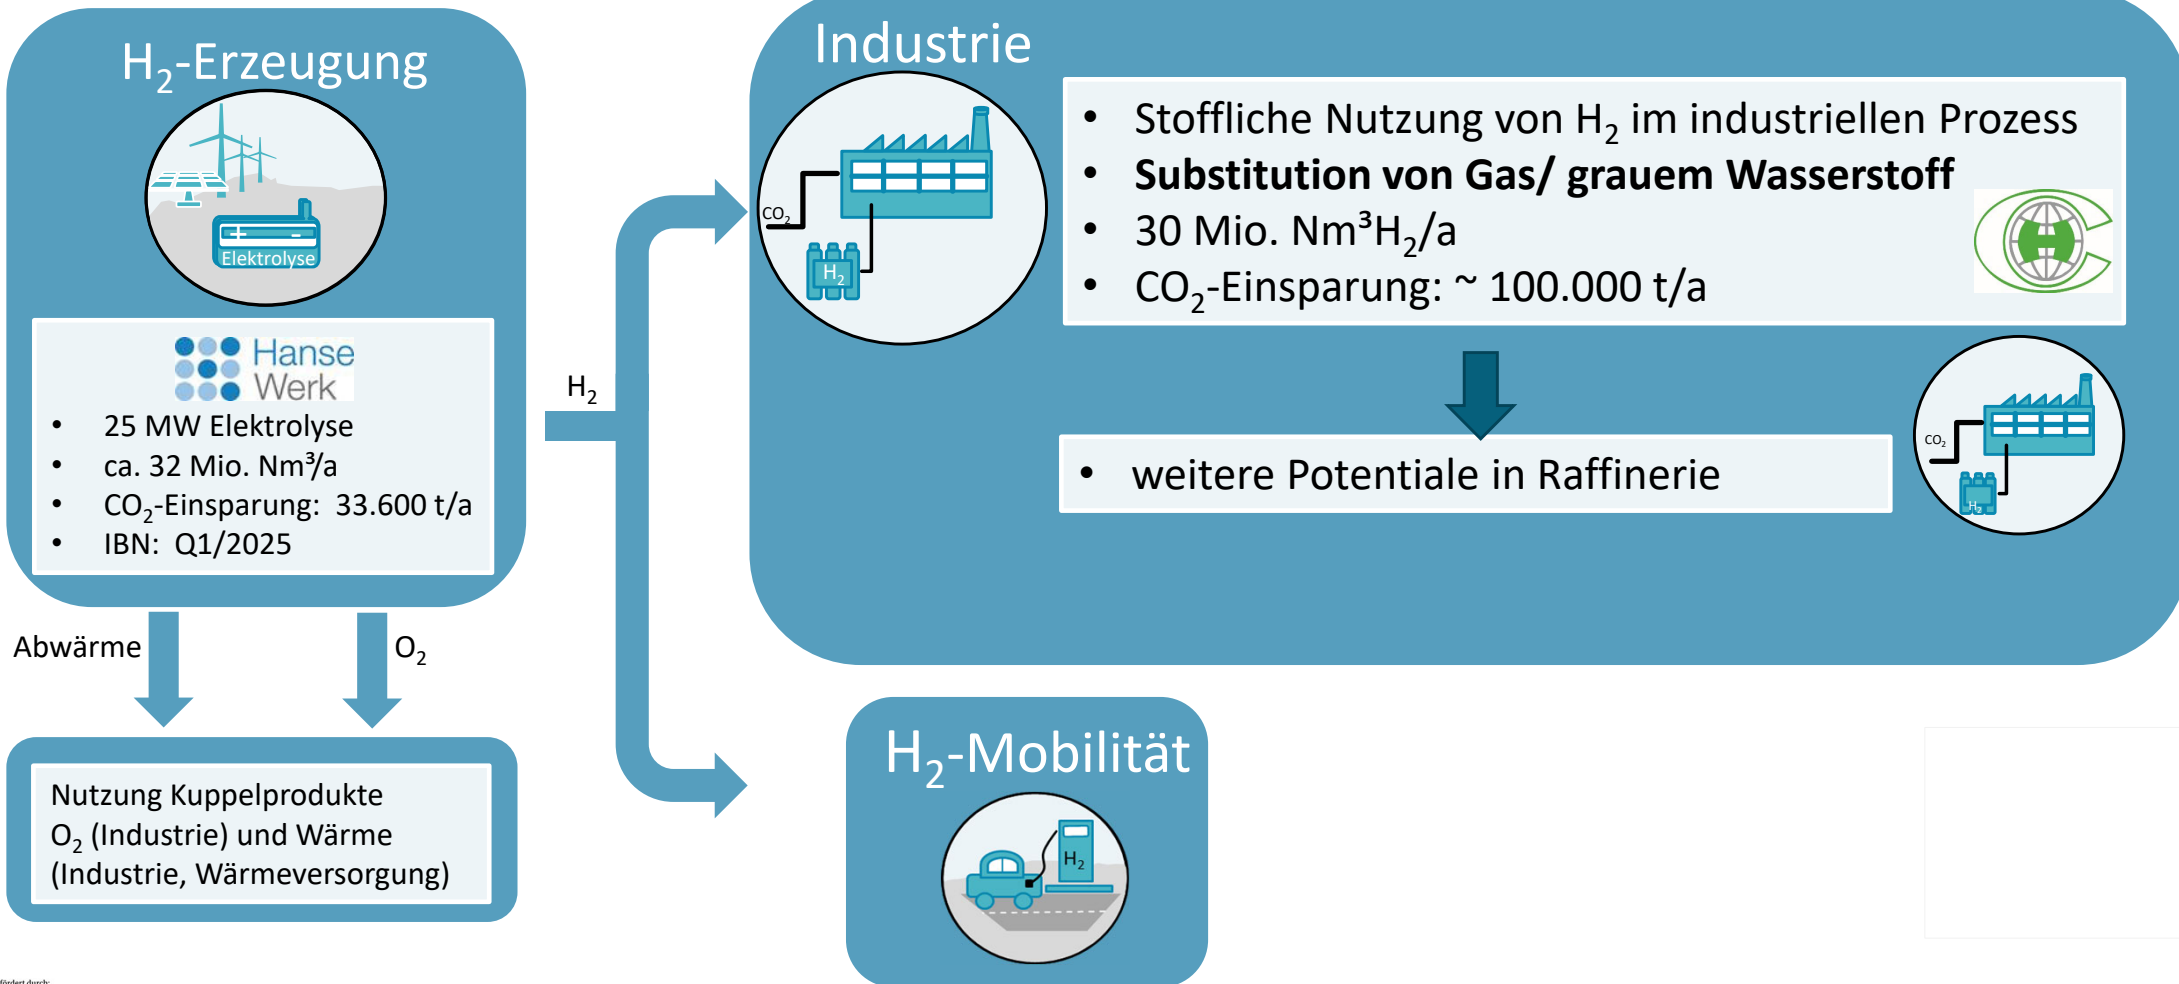 H₂-Erzeugung
Elektrolyse
Hanse
Werk
• 25 MW Elektrolyse
• ca. 32 Mio. Nm³/a
• CO₂-Einsparung: 33.600 t/a
• IBN: Q1/2025
Abwärme
O₂
Nutzung Kuppelprodukte
O₂ (Industrie) und Wärme
(Industrie, Wärmeversorgung)
H₂
Industrie
CO₂
H₂
• Stoffliche Nutzung von H₂ im industriellen Prozess
• Substitution von Gas/ grauem Wasserstoff
• 30 Mio. Nm³H₂/a
• CO₂-Einsparung: ~ 100.000 t/a
• weitere Potentiale in Raffinerie
CO₂
H₂
H₂-Mobilität
H₂
fördert durch: